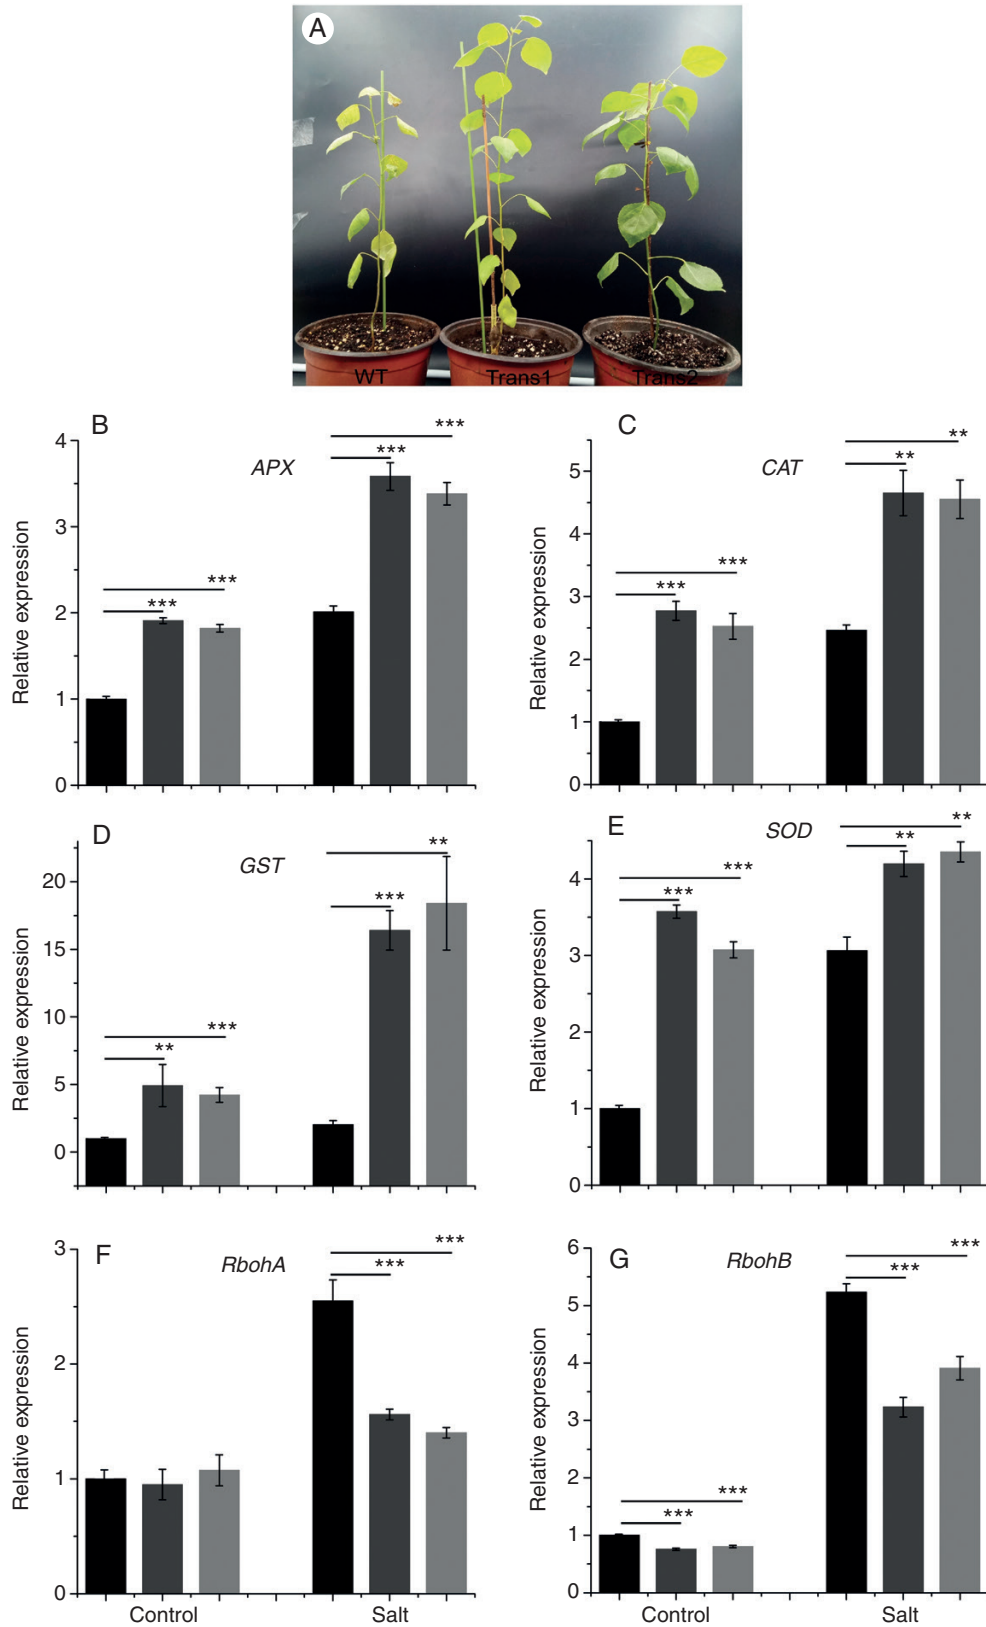 A
WT Trans1 Trans2
B
APX
Relative expression
4
3
2
1
0
***
***
***
***
C
CAT
Relative expression
5
4
3
2
1
0
***
***
**
**
D
GST
Relative expression
20
15
10
5
0
**
***
***
**
E
SOD
Relative expression
4
3
2
1
0
***
***
**
**
F
RbohA
Relative expression
3
2
1
0
***
***
Control Salt
G
RbohB
Relative expression
6
5
4
3
2
1
0
***
***
***
***
Control Salt